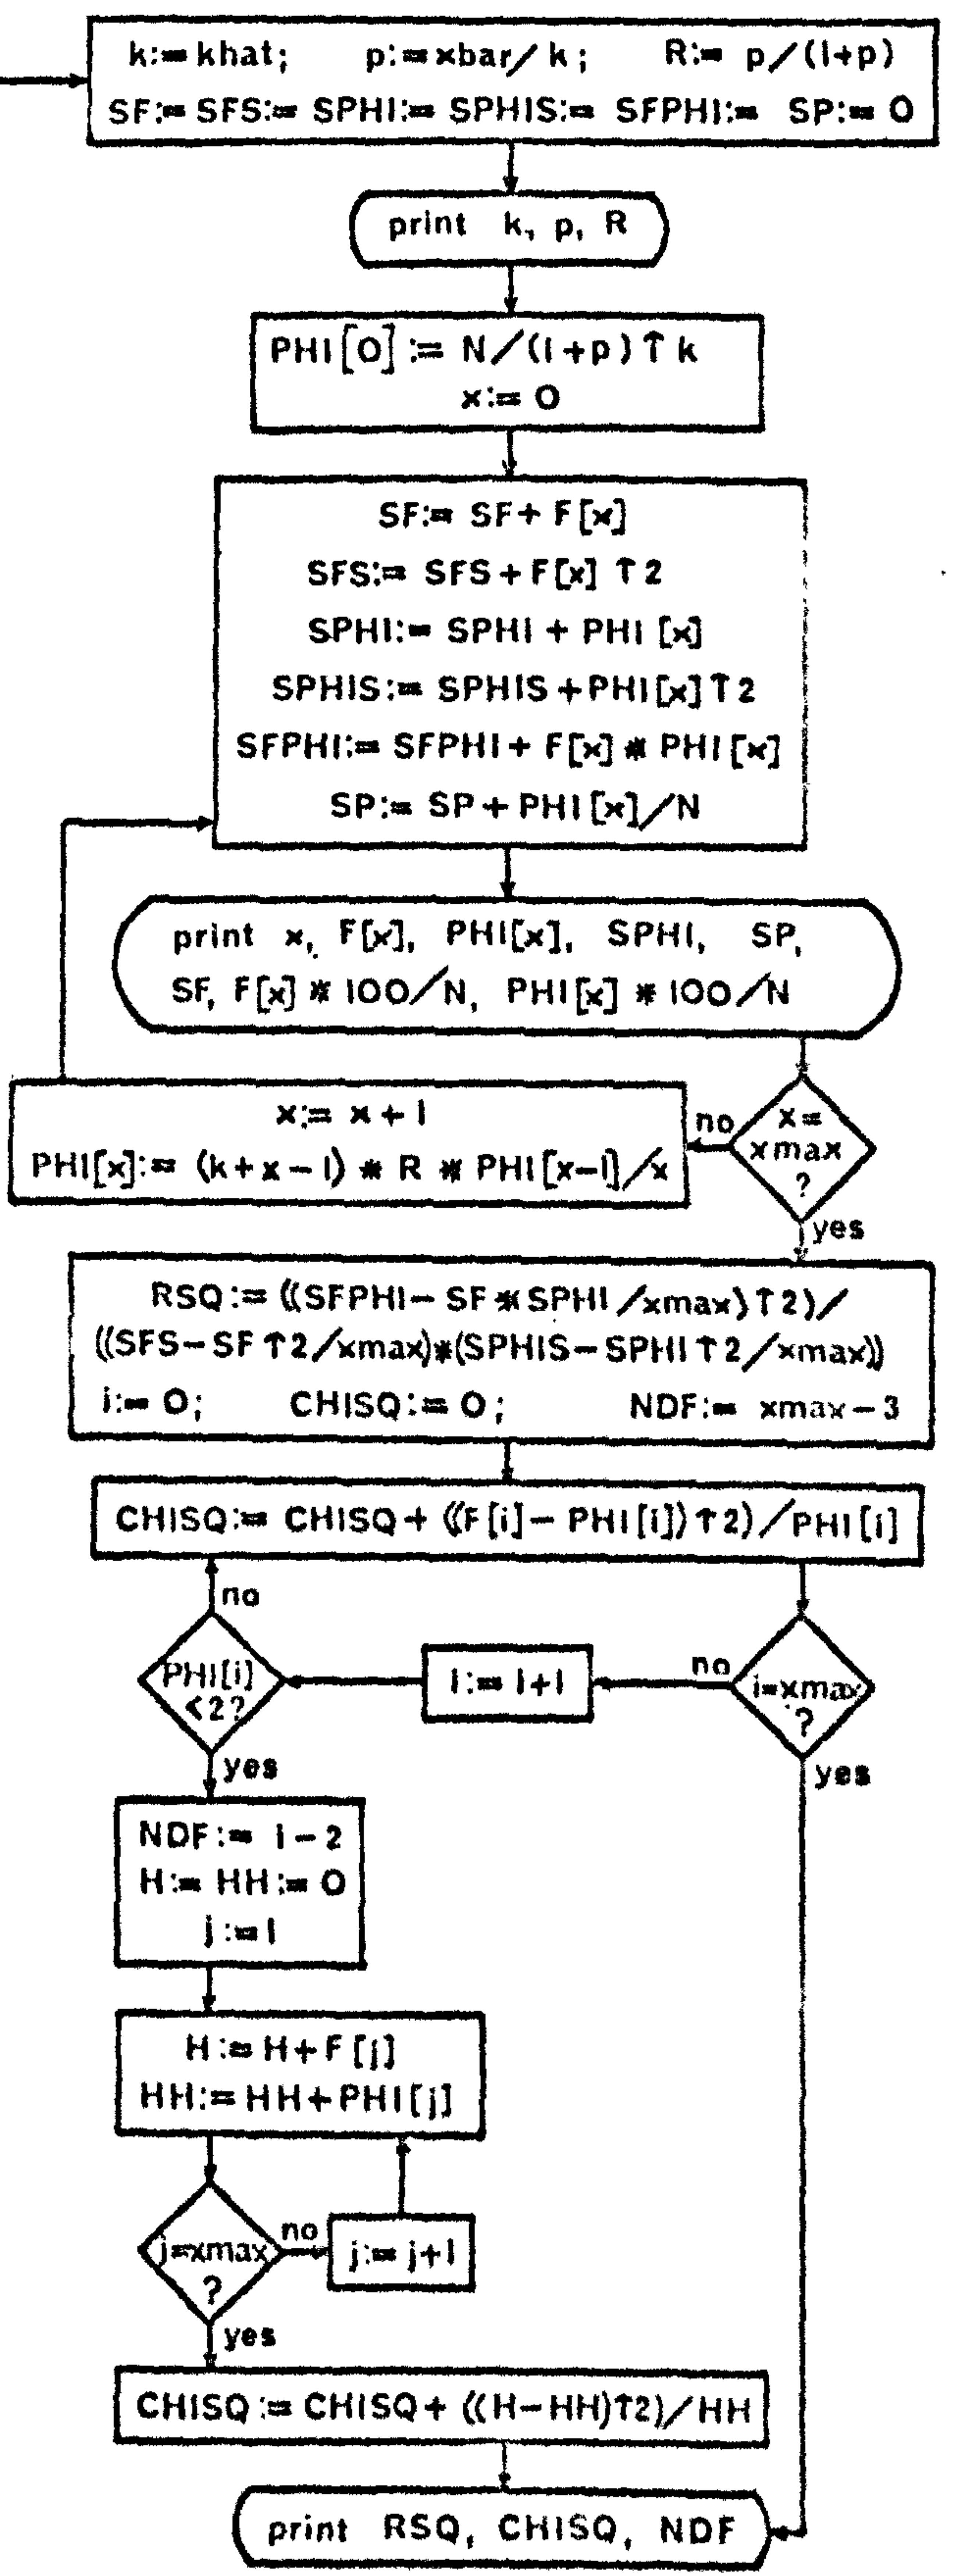 k:= khat; p:= xbar/k; R:= p/(1+p)
SF:= SFS:= SPHI:= SPHIS:= SFPHI:= SP:= 0
print k, p, R
PHI[0] := N/(1+p)↑k
x:= 0
SF:= SF+ F[x]
SFS:= SFS+F[x] ↑2
SPHI:= SPHI + PHI [x]
SPHIS:= SPHIS+PHI[x]↑2
SFPHI:= SFPHI+ F[x] * PHI[x]
SP:= SP+PHI[x]/N
print x, F[x], PHI[x], SPHI, SP,
SF, F[x] * 100/N, PHI[x] * 100/N
x =
xmax
?
no
yes
x:= x + 1
PHI[x]:= (k+x-1) * R * PHI[x-1]/x
RSQ:= ((SFPHI-SF*SPHI/xmax)↑2)/
((SFS-SF↑2/xmax)*(SPHIS-SPHI↑2/xmax))
i:= 0; CHISQ:= 0; NDF:= xmax-3
CHISQ:= CHISQ+((F[i]-PHI[i])↑2)/PHI[i]
no
PHI[i]
<2?
yes
i:= i+1
no
i=xmax
?
yes
NDF:= i-2
H:= HH:= 0
j:=i
H:= H+F[j]
HH:= HH+PHI[j]
j=xmax
?
no
j:= j+1
yes
CHISQ:= CHISQ+((H-HH)↑2)/HH
print RSQ, CHISQ, NDF